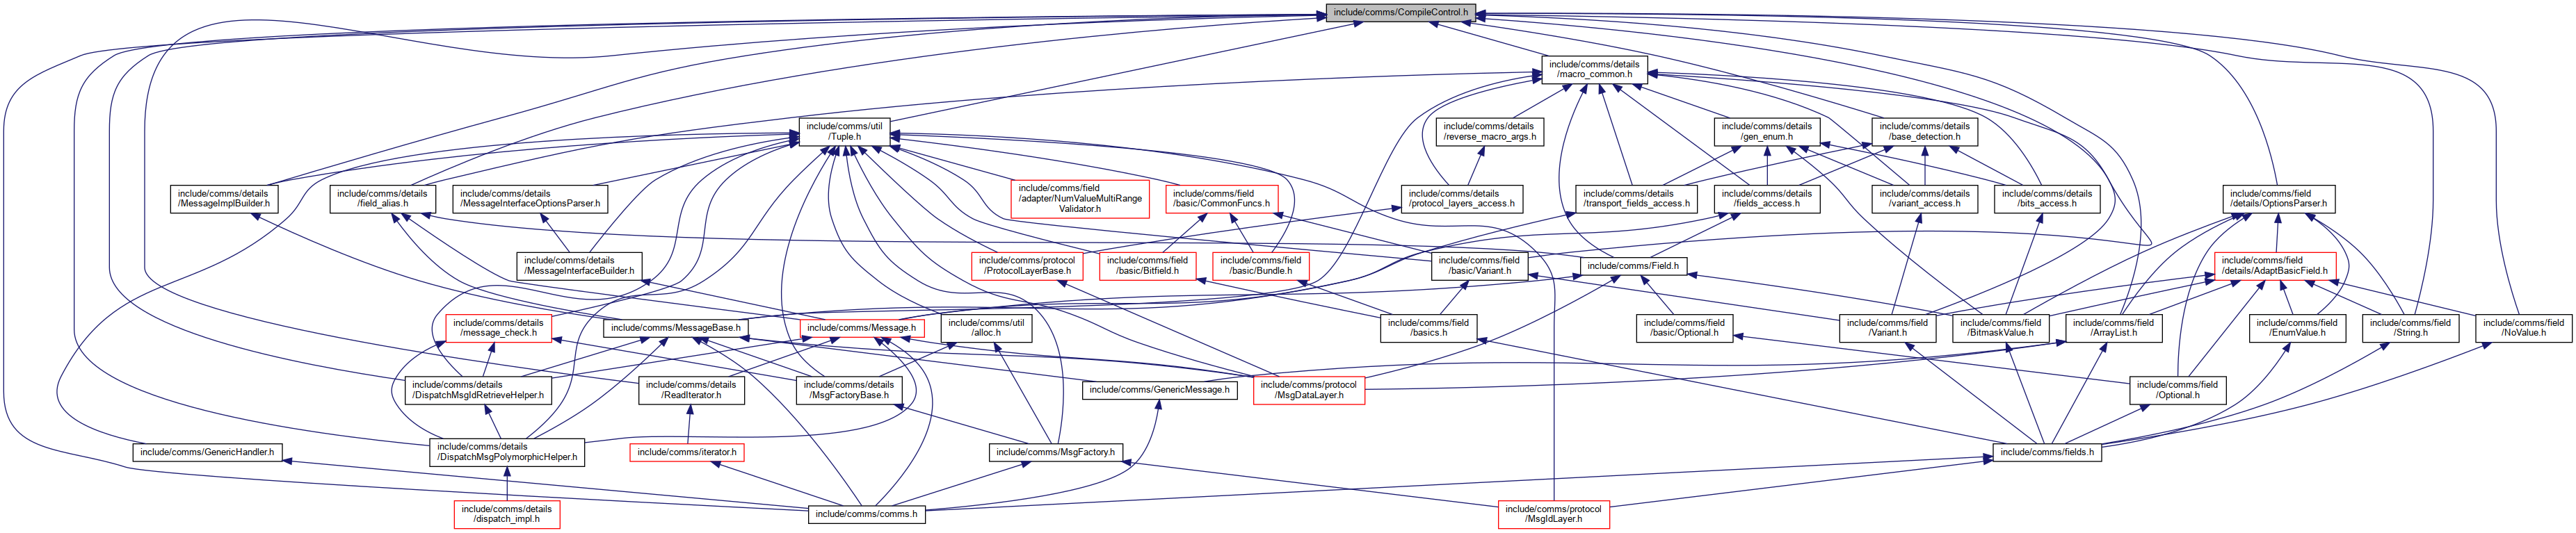 include/comms/CompileControl.h
include/comms/details
/macro_common.h
include/comms/util
/Tuple.h
include/comms/details
/reverse_macro_args.h
include/comms/details
/gen_enum.h
include/comms/details
/base_detection.h
include/comms/details
/MessageImplBuilder.h
include/comms/details
/field_alias.h
include/comms/details
/MessageInterfaceOptionsParser.h
include/comms/field
/adapter/NumValueMultiRange
Validator.h
include/comms/field
/basic/CommonFuncs.h
include/comms/details
/protocol_layers_access.h
include/comms/details
/transport_fields_access.h
include/comms/details
/fields_access.h
include/comms/details
/variant_access.h
include/comms/details
/bits_access.h
include/comms/field
/details/OptionsParser.h
include/comms/details
/MessageInterfaceBuilder.h
include/comms/protocol
/ProtocolLayerBase.h
include/comms/field
/basic/Bitfield.h
include/comms/field
/basic/Bundle.h
include/comms/field
/basic/Variant.h
include/comms/Field.h
include/comms/field
/details/AdaptBasicField.h
include/comms/details
/message_check.h
include/comms/MessageBase.h
include/comms/Message.h
include/comms/util
/alloc.h
include/comms/field
/basics.h
include/comms/field
/basic/Optional.h
include/comms/field
/Variant.h
include/comms/field
/BitmaskValue.h
include/comms/field
/ArrayList.h
include/comms/field
/EnumValue.h
include/comms/field
/String.h
include/comms/field
/NoValue.h
include/comms/details
/DispatchMsgIdRetrieveHelper.h
include/comms/details
/ReadIterator.h
include/comms/details
/MsgFactoryBase.h
include/comms/GenericMessage.h
include/comms/protocol
/MsgDataLayer.h
include/comms/field
/Optional.h
include/comms/GenericHandler.h
include/comms/details
/DispatchMsgPolymorphicHelper.h
include/comms/iterator.h
include/comms/MsgFactory.h
include/comms/fields.h
include/comms/details
/dispatch_impl.h
include/comms/comms.h
include/comms/protocol
/MsgIdLayer.h